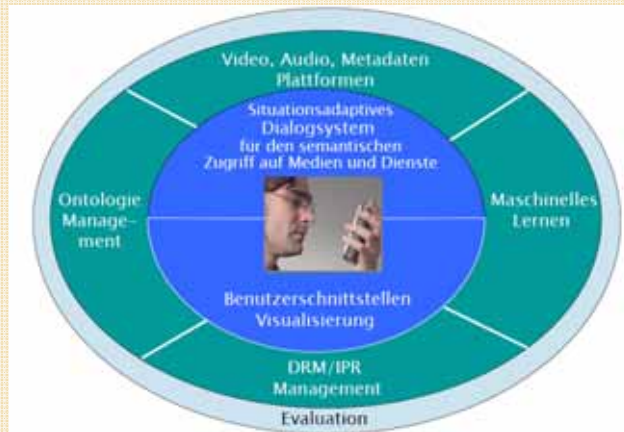 Video, Audio, Metadaten
Plattformen
Situationsadaptives
Dialogsystem
für den semantischen
Zugriff auf Medien und Dienste
Ontologie
Manage-
ment
Maschinelles
Lernen
Benutzerschnittstellen
Visualisierung
DRM/IPR
Management
Evaluation